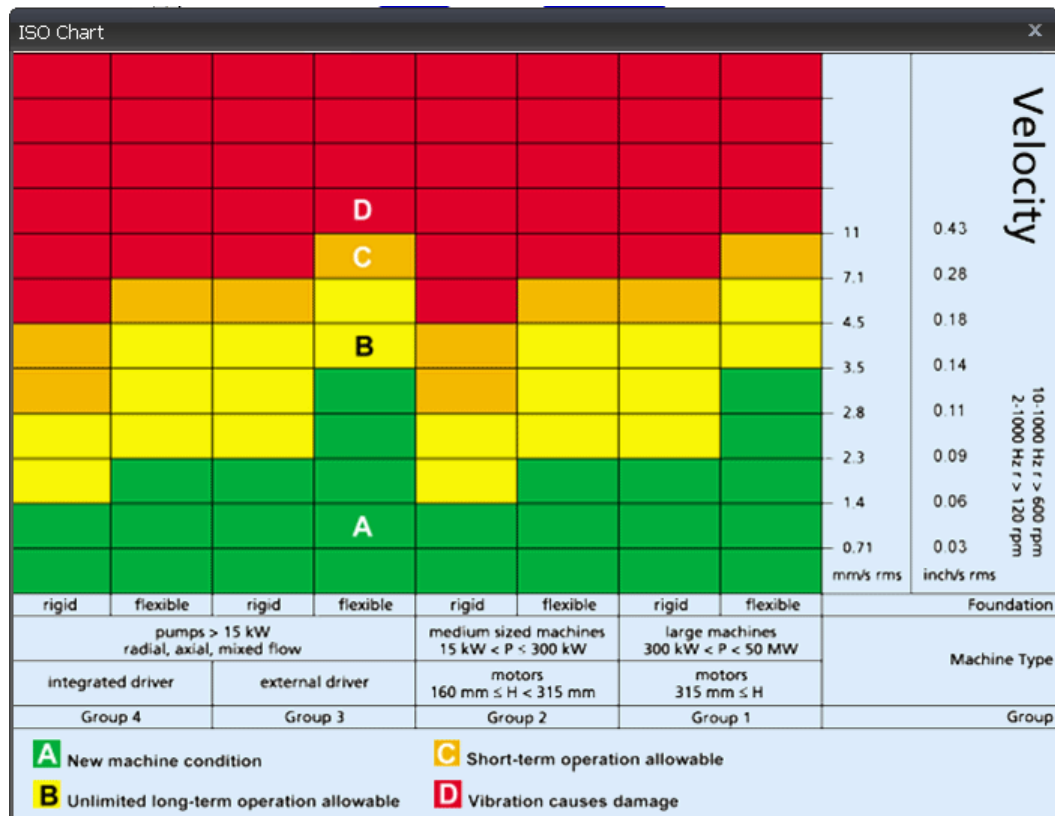 ISO Chart
x
Velocity
D
11 0.43
C
7.1 0.28
4.5 0.18
B
3.5 0.14
2.8 0.11
2.3 0.09
1.4 0.06
A
0.71 0.03
mm/s rms inch/s rms
10-1000 Hz r > 600 rpm
2-1000 Hz r > 120 rpm
rigid flexible rigid flexible rigid flexible rigid flexible Foundation
pumps > 15 kW
radial, axial, mixed flow
medium sized machines
15 kW < P ≤ 300 kW
large machines
300 kW < P < 50 MW
Machine Type
integrated driver
external driver
motors
160 mm ≤ H < 315 mm
motors
315 mm ≤ H
Group 4 Group 3 Group 2 Group 1 Group
A New machine condition
C Short-term operation allowable
B Unlimited long-term operation allowable
D Vibration causes damage